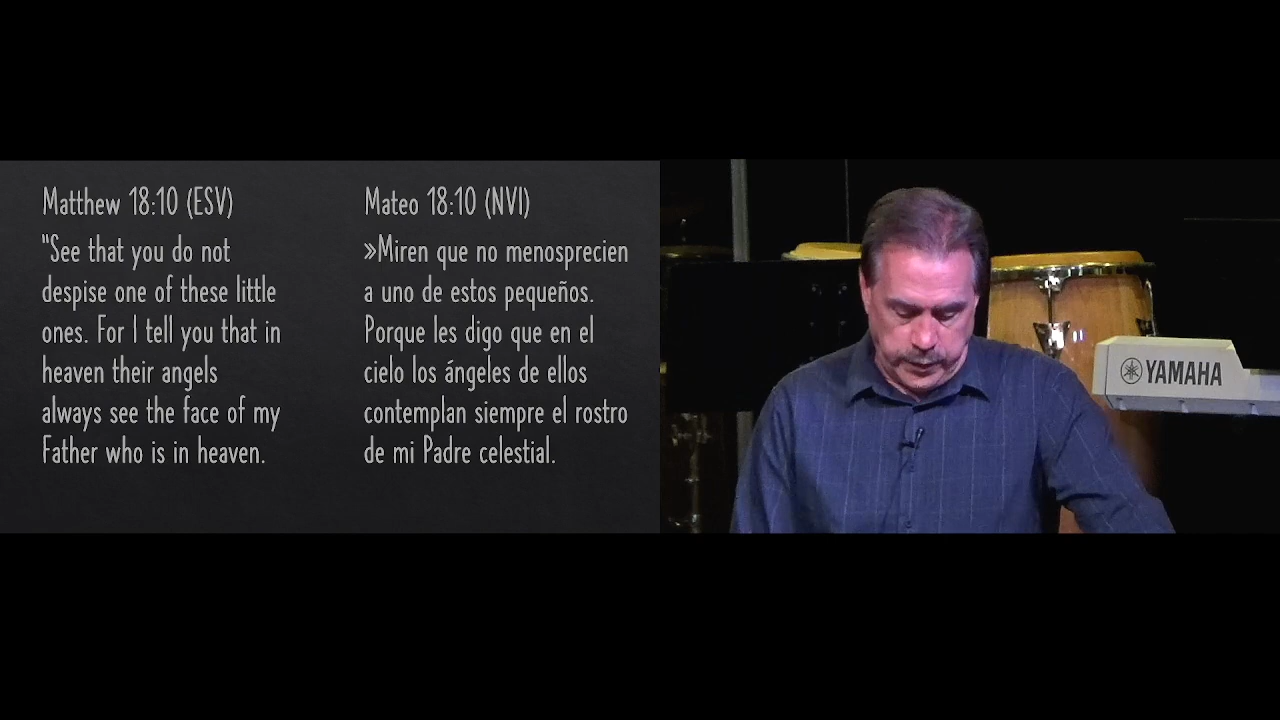 Matthew 18:10 (ESV)
"See that you do not
despise one of these little
ones. For I tell you that in
heaven their angels
always see the face of my
Father who is in heaven.
Mateo 18:10 (NVI)
»Miren que no menosprecien
a uno de estos pequeños.
Porque les digo que en el
cielo los ángeles de ellos
contemplan siempre el rostro
de mi Padre celestial.
YAMAHA